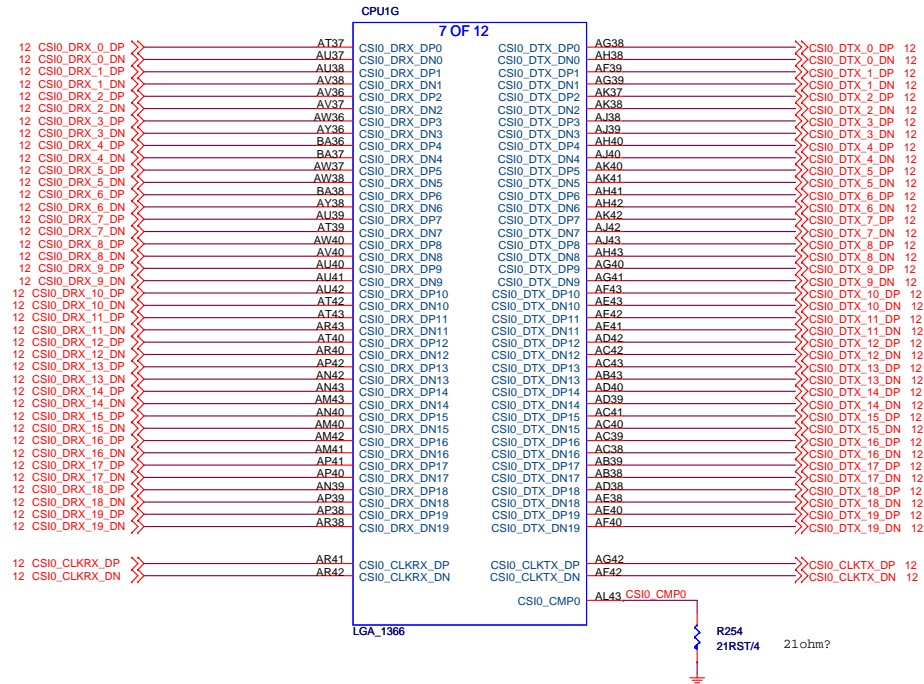 CPU1G
7 OF 12
12 CSI0_DRX_0_DP AT37 CSI0_DRX_DP0 CSI0_DTX_DP0 AG38 CSI0_DTX_0_DP 12
12 CSI0_DRX_0_DN AU37 CSI0_DRX_DN0 CSI0_DTX_DN0 AH38 CSI0_DTX_0_DN 12
12 CSI0_DRX_1_DP AU38 CSI0_DRX_DP1 CSI0_DTX_DP1 AF39 CSI0_DTX_1_DP 12
12 CSI0_DRX_1_DN AV38 CSI0_DRX_DN1 CSI0_DTX_DN1 AG39 CSI0_DTX_1_DN 12
12 CSI0_DRX_2_DP AV36 CSI0_DRX_DP2 CSI0_DTX_DP2 AK37 CSI0_DTX_2_DP 12
12 CSI0_DRX_2_DN AV37 CSI0_DRX_DN2 CSI0_DTX_DN2 AK38 CSI0_DTX_2_DN 12
12 CSI0_DRX_3_DP AW36 CSI0_DRX_DP3 CSI0_DTX_DP3 AJ38 CSI0_DTX_3_DP 12
12 CSI0_DRX_3_DN AY36 CSI0_DRX_DN3 CSI0_DTX_DN3 AJ39 CSI0_DTX_3_DN 12
12 CSI0_DRX_4_DP BA36 CSI0_DRX_DP4 CSI0_DTX_DP4 AH40 CSI0_DTX_4_DP 12
12 CSI0_DRX_4_DN BA37 CSI0_DRX_DN4 CSI0_DTX_DN4 AJ40 CSI0_DTX_4_DN 12
12 CSI0_DRX_5_DP AW37 CSI0_DRX_DP5 CSI0_DTX_DP5 AK40 CSI0_DTX_5_DP 12
12 CSI0_DRX_5_DN AW38 CSI0_DRX_DN5 CSI0_DTX_DN5 AK41 CSI0_DTX_5_DN 12
12 CSI0_DRX_6_DP BA38 CSI0_DRX_DP6 CSI0_DTX_DP6 AH41 CSI0_DTX_6_DP 12
12 CSI0_DRX_6_DN AY38 CSI0_DRX_DN6 CSI0_DTX_DN6 AH42 CSI0_DTX_6_DN 12
12 CSI0_DRX_7_DP AU39 CSI0_DRX_DP7 CSI0_DTX_DP7 AK42 CSI0_DTX_7_DP 12
12 CSI0_DRX_7_DN AT39 CSI0_DRX_DN7 CSI0_DTX_DN7 AJ42 CSI0_DTX_7_DN 12
12 CSI0_DRX_8_DP AW40 CSI0_DRX_DP8 CSI0_DTX_DP8 AJ43 CSI0_DTX_8_DP 12
12 CSI0_DRX_8_DN AV40 CSI0_DRX_DN8 CSI0_DTX_DN8 AH43 CSI0_DTX_8_DN 12
12 CSI0_DRX_9_DP AU40 CSI0_DRX_DP9 CSI0_DTX_DP9 AG40 CSI0_DTX_9_DP 12
12 CSI0_DRX_9_DN AU41 CSI0_DRX_DN9 CSI0_DTX_DN9 AG41 CSI0_DTX_9_DN 12
12 CSI0_DRX_10_DP AU42 CSI0_DRX_DP10 CSI0_DTX_DP10 AF43 CSI0_DTX_10_DP 12
12 CSI0_DRX_10_DN AT42 CSI0_DRX_DN10 CSI0_DTX_DN10 AE43 CSI0_DTX_10_DN 12
12 CSI0_DRX_11_DP AT43 CSI0_DRX_DP11 CSI0_DTX_DP11 AE42 CSI0_DTX_11_DP 12
12 CSI0_DRX_11_DN AR43 CSI0_DRX_DN11 CSI0_DTX_DN11 AE41 CSI0_DTX_11_DN 12
12 CSI0_DRX_12_DP AT40 CSI0_DRX_DP12 CSI0_DTX_DP12 AD42 CSI0_DTX_12_DP 12
12 CSI0_DRX_12_DN AR40 CSI0_DRX_DN12 CSI0_DTX_DN12 AC42 CSI0_DTX_12_DN 12
12 CSI0_DRX_13_DP AP42 CSI0_DRX_DP13 CSI0_DTX_DP13 AC43 CSI0_DTX_13_DP 12
12 CSI0_DRX_13_DN AN42 CSI0_DRX_DN13 CSI0_DTX_DN13 AB43 CSI0_DTX_13_DN 12
12 CSI0_DRX_14_DP AN43 CSI0_DRX_DP14 CSI0_DTX_DP14 AD40 CSI0_DTX_14_DP 12
12 CSI0_DRX_14_DN AM43 CSI0_DRX_DN14 CSI0_DTX_DN14 AD39 CSI0_DTX_14_DN 12
12 CSI0_DRX_15_DP AN40 CSI0_DRX_DP15 CSI0_DTX_DP15 AC41 CSI0_DTX_15_DP 12
12 CSI0_DRX_15_DN AM40 CSI0_DRX_DN15 CSI0_DTX_DN15 AC40 CSI0_DTX_15_DN 12
12 CSI0_DRX_16_DP AM42 CSI0_DRX_DP16 CSI0_DTX_DP16 AC39 CSI0_DTX_16_DP 12
12 CSI0_DRX_16_DN AM41 CSI0_DRX_DN16 CSI0_DTX_DN16 AC38 CSI0_DTX_16_DN 12
12 CSI0_DRX_17_DP AP41 CSI0_DRX_DP17 CSI0_DTX_DP17 AB39 CSI0_DTX_17_DP 12
12 CSI0_DRX_17_DN AP40 CSI0_DRX_DN17 CSI0_DTX_DN17 AB38 CSI0_DTX_17_DN 12
12 CSI0_DRX_18_DP AN39 CSI0_DRX_DP18 CSI0_DTX_DP18 AD38 CSI0_DTX_18_DP 12
12 CSI0_DRX_18_DN AP39 CSI0_DRX_DN18 CSI0_DTX_DN18 AE38 CSI0_DTX_18_DN 12
12 CSI0_DRX_19_DP AP38 CSI0_DRX_DP19 CSI0_DTX_DP19 AE40 CSI0_DTX_19_DP 12
12 CSI0_DRX_19_DN AR38 CSI0_DRX_DN19 CSI0_DTX_DN19 AF40 CSI0_DTX_19_DN 12
12 CSI0_CLKRX_DP AR41 CSI0_CLKRX_DP CSI0_CLKTX_DP AG42 CSI0_CLKTX_DP 12
12 CSI0_CLKRX_DN AR42 CSI0_CLKRX_DN CSI0_CLKTX_DN AF42 CSI0_CLKTX_DN 12
CSI0_CMP0 AL43 CSI0_CMP0
LGA_1366
R254
21RST/4 21ohm?